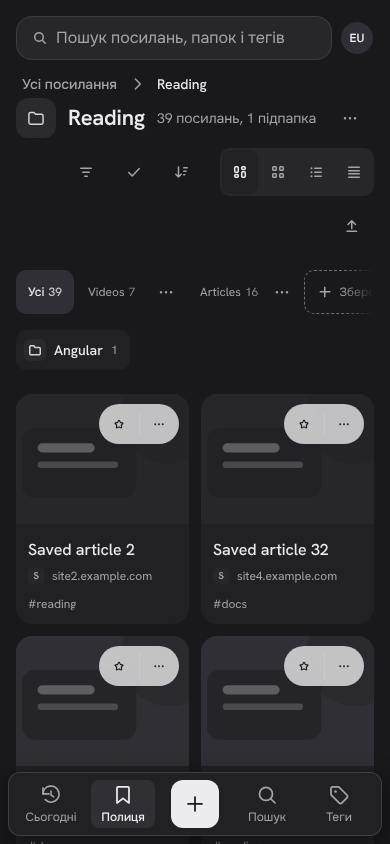 Пошук посилань, папок і тегів
EU
Усі посилання
Reading
Reading
39 посилань, 1 підпапка
Усі 39
Videos 7
Articles 16
Angular 1
Saved article 2
S site2.example.com
#reading
Saved article 32
S site4.example.com
#docs
Сьогодні
Полиця
Пошук
Теги